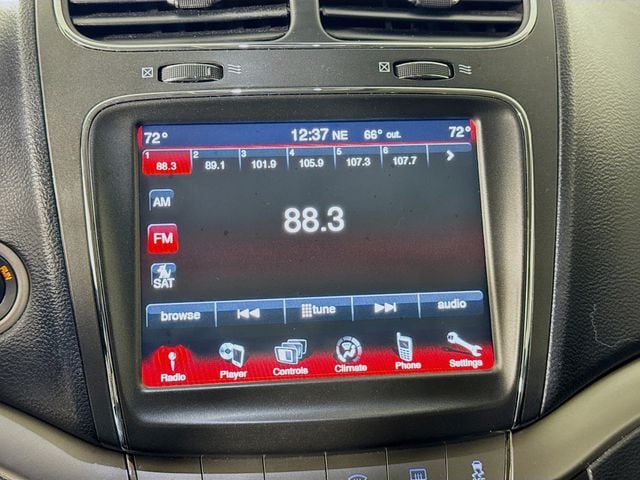 72° 12:37 NE 66° out. 72°
1 2 3 4 5 6
88.3 89.1 101.9 105.9 107.3 107.7
AM
88.3
FM
SAT
RUN
browse tune audio
Radio Player Controls Climate Phone Settings